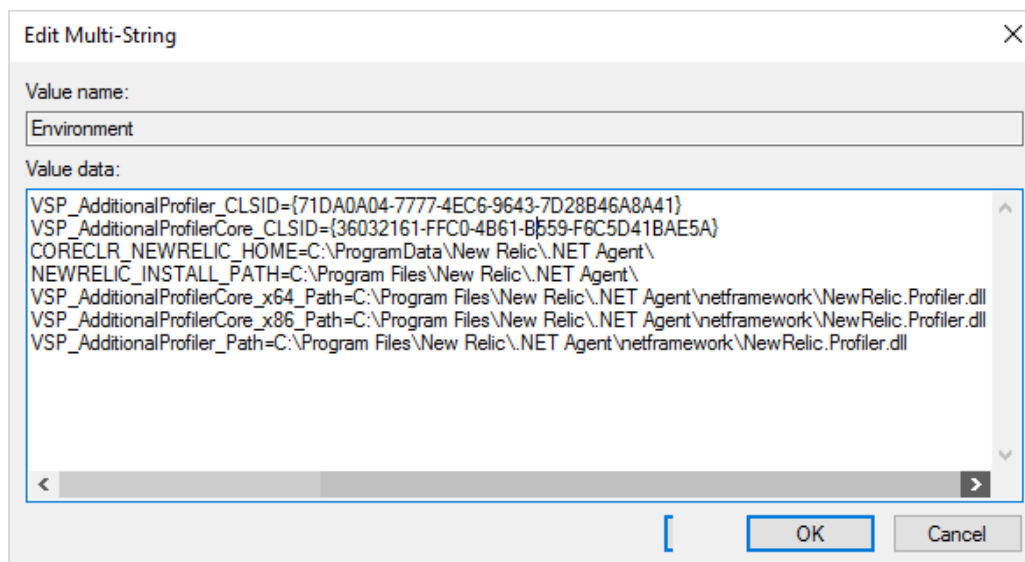 Edit Multi-String
Value name:
Environment
Value data:
VSP_AdditionalProfiler_CLSID={71DA0A04-7777-4EC6-9643-7D28B46A8A41}
VSP_AdditionalProfilerCore_CLSID={36032161-FFC0-4B61-B559-F6C5D41BAE5A}
CORECLR_NEWRELIC_HOME=C:\ProgramData\New Relic\.NET Agent\
NEWRELIC_INSTALL_PATH=C:\Program Files\New Relic\.NET Agent\
VSP_AdditionalProfilerCore_x64_Path=C:\Program Files\New Relic\.NET Agent\netframework\NewRelic.Profiler.dll
VSP_AdditionalProfilerCore_x86_Path=C:\Program Files\New Relic\.NET Agent\netframework\NewRelic.Profiler.dll
VSP_AdditionalProfiler_Path=C:\Program Files\New Relic\.NET Agent\netframework\NewRelic.Profiler.dll
OK
Cancel